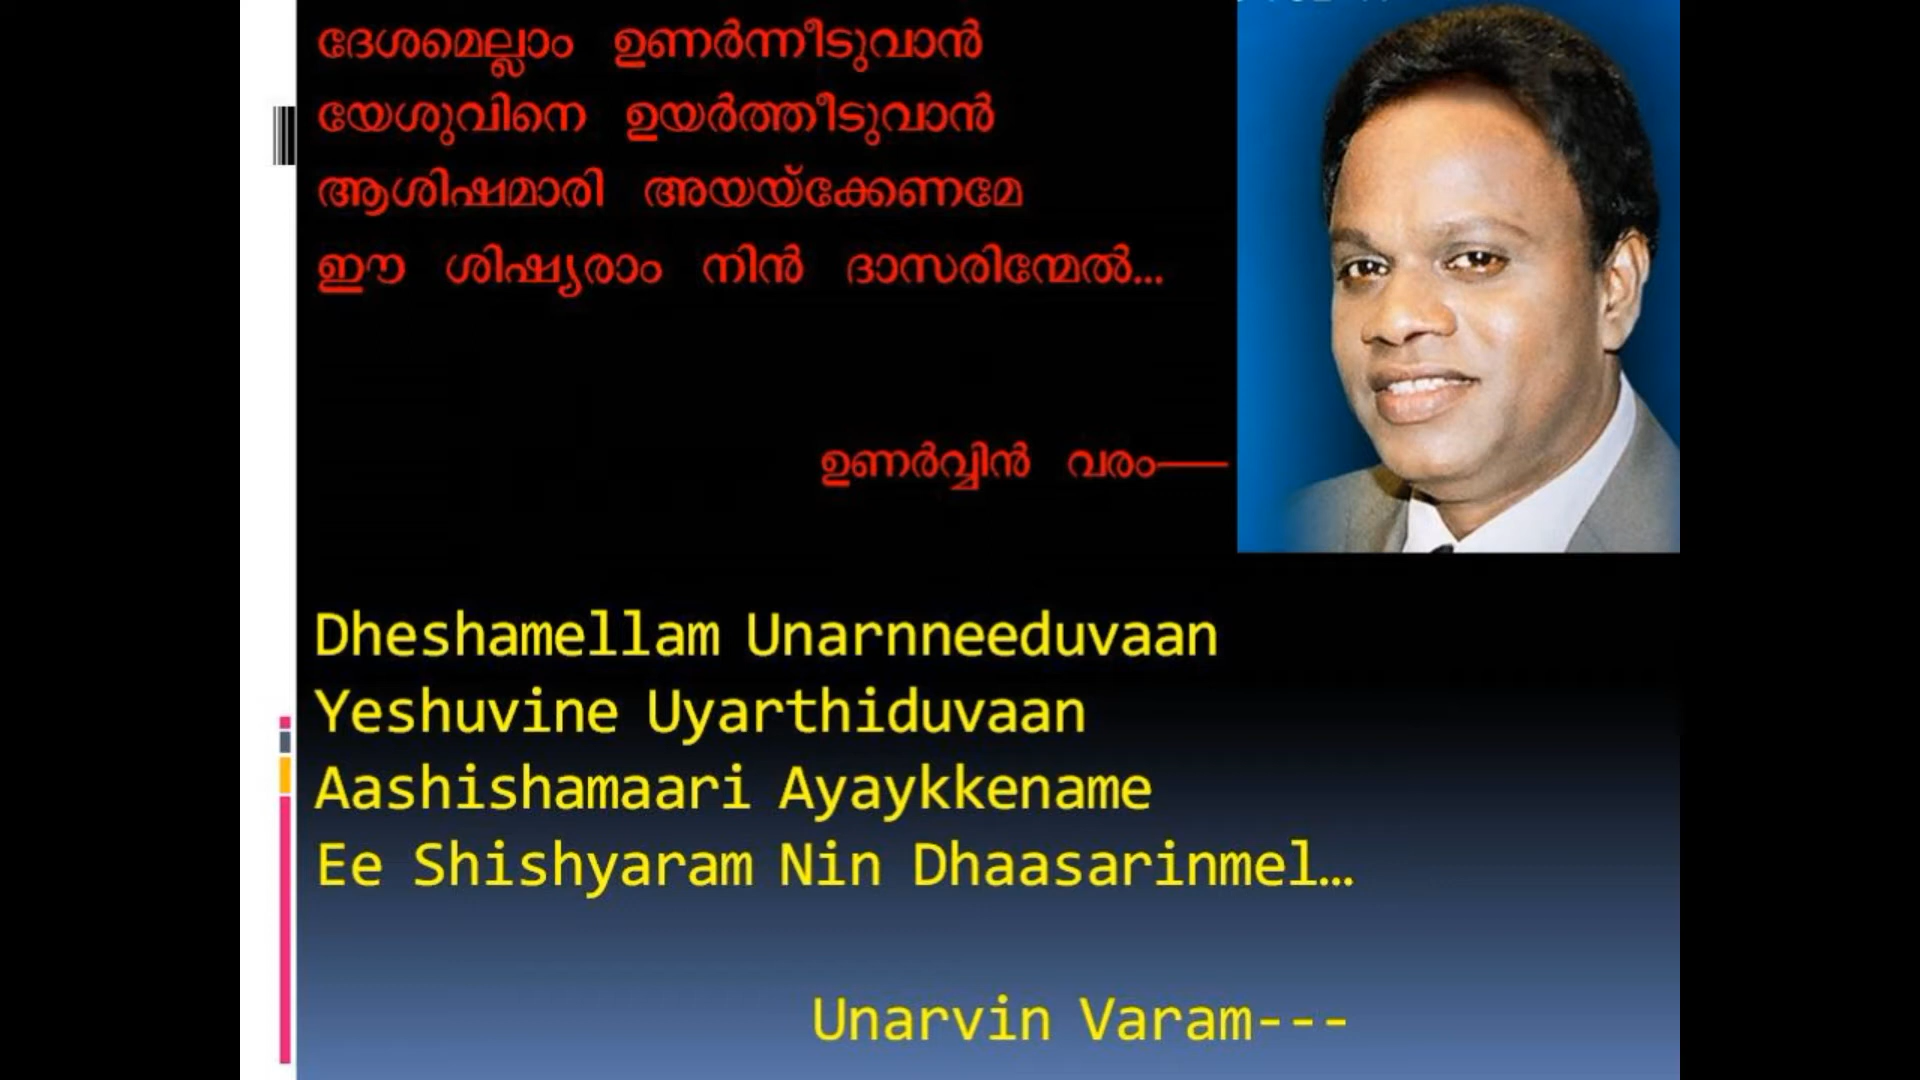 ദേശമെല്ലാം ഉണർന്നീടുവാൻ
യേശുവിനെ ഉയർത്തീടുവാൻ
ആശിഷമാരി അയയ്ക്കേണമേ
ഈ ശിഷ്യരാം നിൻ ദാസരിന്മേൽ...
ഉണർവ്വിൻ വരം——
Dheshamellam Unarnneeduvaan
Yeshuvine Uyarthiduvaan
Aashishamaari Ayaykkename
Ee Shishyaram Nin Dhaasarinmel…
Unarvin Varam---